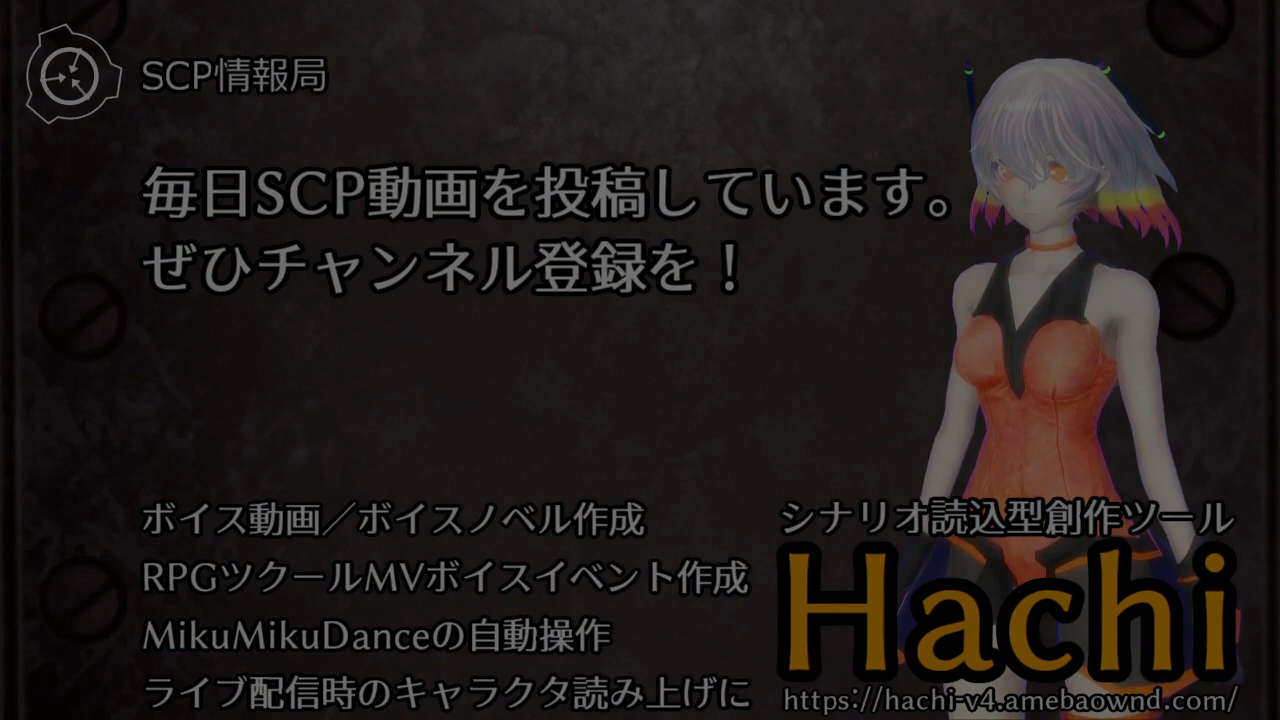 SCP情報局
毎日SCP動画を投稿しています。
ぜひチャンネル登録を！
ボイス動画／ボイスノベル作成
RPGツクールMVボイスイベント作成
MikuMikuDanceの自動操作
ライブ配信時のキャラクタ読み上げに
シナリオ読込型創作ツール
Hachi
https://hachi-v4.amebaownd.com/